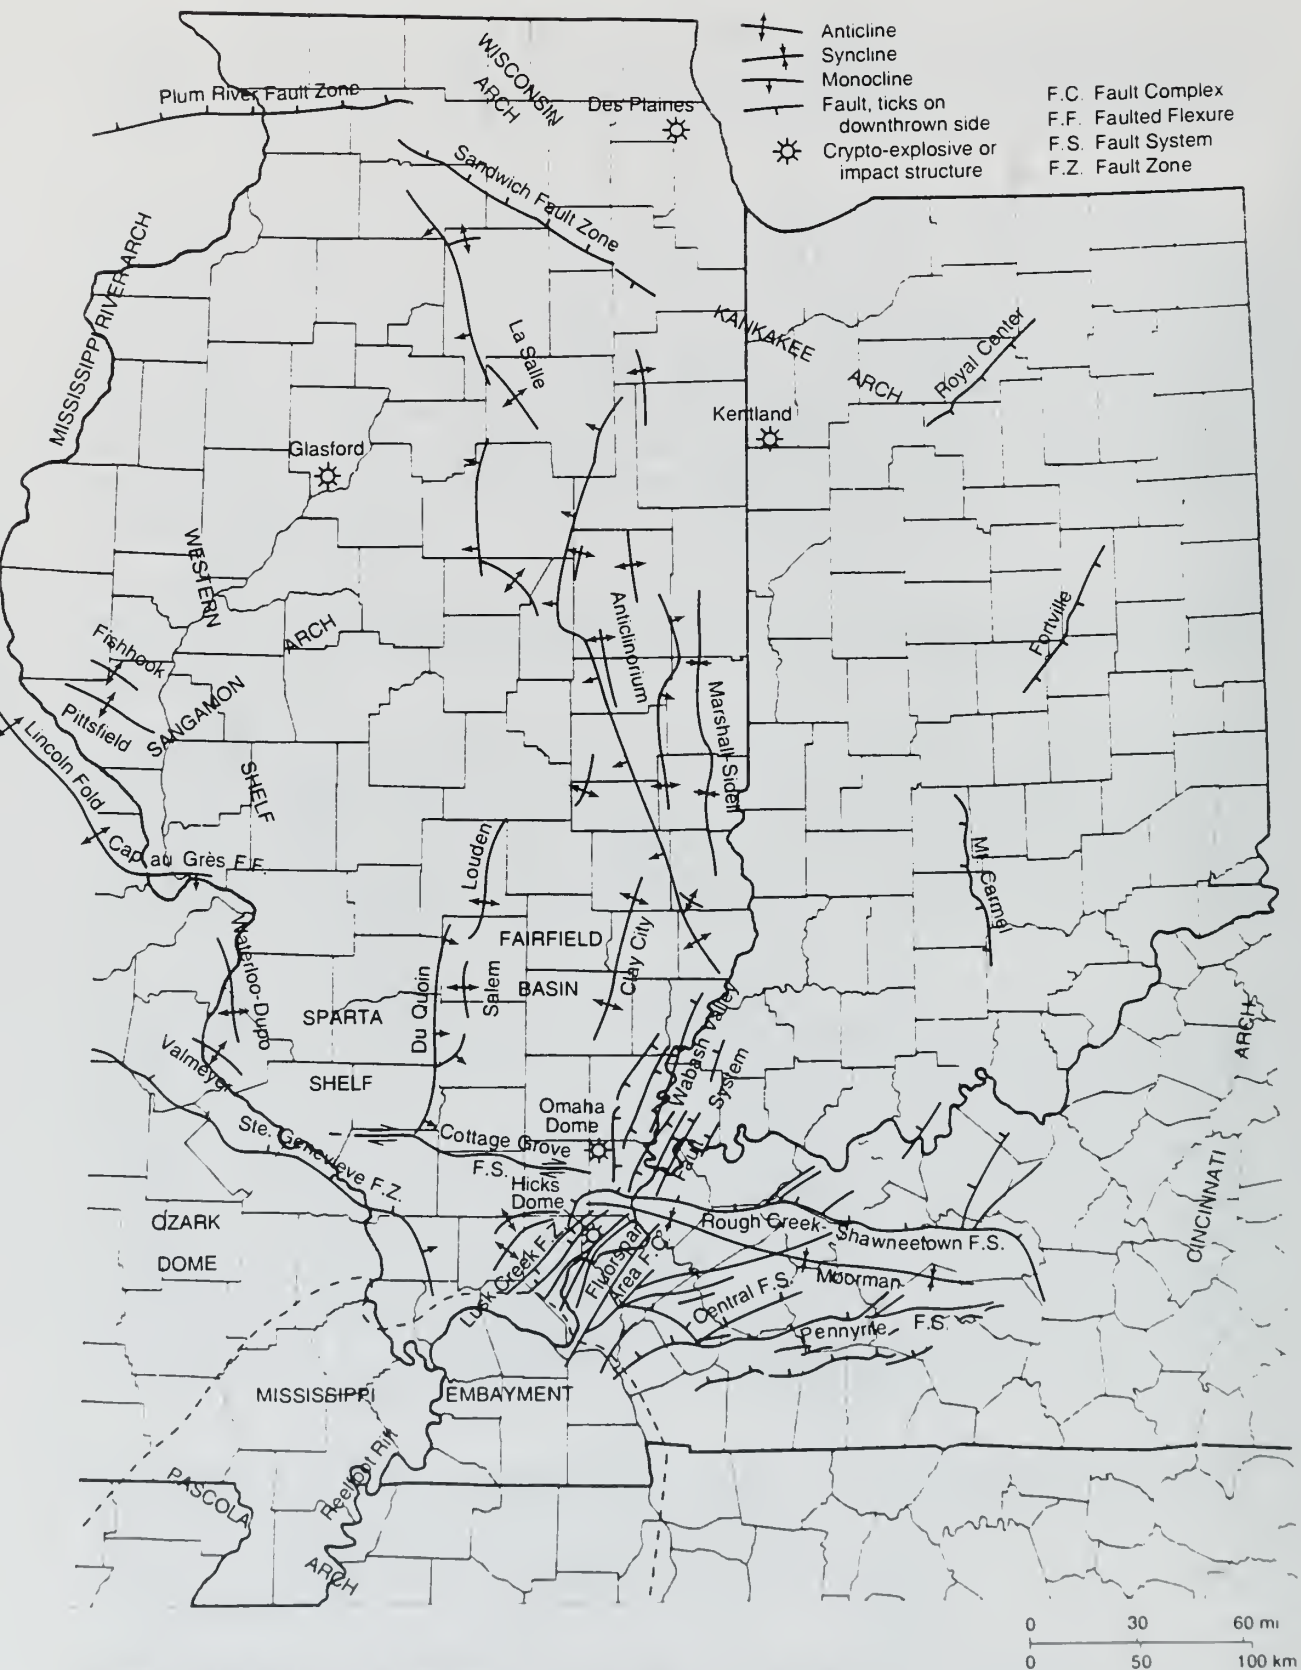 Anticline
Syncline
Monocline
Fault, ticks on
downthrown side
Crypto-explosive or
impact structure
F.C. Fault Complex
F.F. Faulted Flexure
F.S. Fault System
F.Z. Fault Zone
WISCONSIN
ARCH
Plum River Fault Zone
Des Plaines
Sandwich Fault Zone
MISSISSIPPI RIVER ARCH
La Salle
KANKAKEE
ARCH
Royal Center
Kentland
Glasford
WESTERN
Anticlinorium
Fortville
ARCH
Fishhook
SANGAMON
Pittsfield
Lincoln Fold
Marshall-Sidell
SHELF
Louden
Mt Carmel
Cap au Grès F.F.
FAIRFIELD
Clay City
Waterloo-Dupo
Du Quoin
Salem
BASIN
SPARTA
Wabash Valley
ARCH
Valmeyer
SHELF
System
Omaha
Dome
Ste. Genevieve F.Z.
Cottage Grove
F.S.
Fault
Hicks
Dome
CINCINNATI
OZARK
Rough Creek-
Shawneetown F.S.
DOME
Lusk Creek F.Z.
Fluorspar
Area F.C.
Moorman
Central F.S.
Pennyrile F.S.
MISSISSIPPI EMBAYMENT
Reelfoot Rift
PASCOLA
ARCH
0 30 60 mi
0 50 100 km